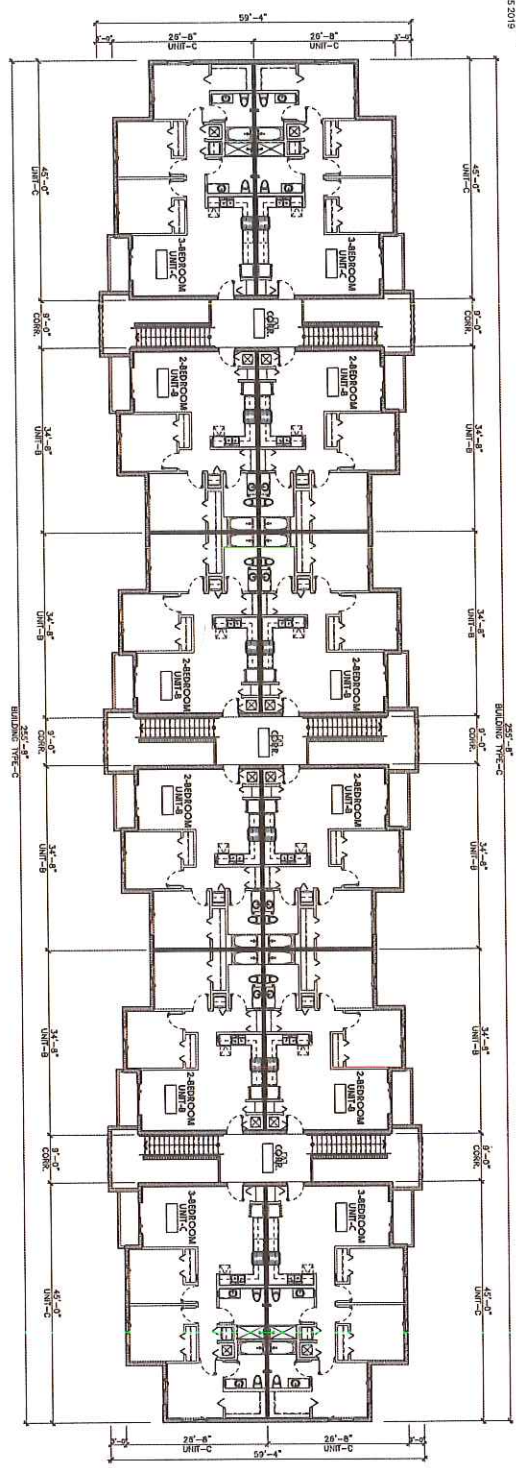 5 2019
59'-4"
3'-0"
26'-8"
UNIT-C
26'-8"
UNIT-C
3'-0"
255'-8"
BUILDING TYPE-C
45'-0"
UNIT-C
9'-0"
CORR.
34'-8"
UNIT-B
34'-8"
UNIT-B
9'-0"
CORR.
34'-8"
UNIT-B
34'-8"
UNIT-B
9'-0"
CORR.
45'-0"
UNIT-C
3-BEDROOM
UNIT-C
2-BEDROOM
UNIT-B
2-BEDROOM
UNIT-B
2-BEDROOM
UNIT-B
2-BEDROOM
UNIT-B
3-BEDROOM
UNIT-C
CORR.
CORR.
CORR.
3-BEDROOM
UNIT-C
2-BEDROOM
UNIT-B
2-BEDROOM
UNIT-B
2-BEDROOM
UNIT-B
2-BEDROOM
UNIT-B
3-BEDROOM
UNIT-C
45'-0"
UNIT-C
9'-0"
CORR.
34'-8"
UNIT-B
34'-8"
UNIT-B
9'-0"
CORR.
34'-8"
UNIT-B
34'-8"
UNIT-B
9'-0"
CORR.
45'-0"
UNIT-C
255'-8"
BUILDING TYPE-C
3'-0"
26'-8"
UNIT-C
26'-8"
UNIT-C
3'-0"
59'-4"